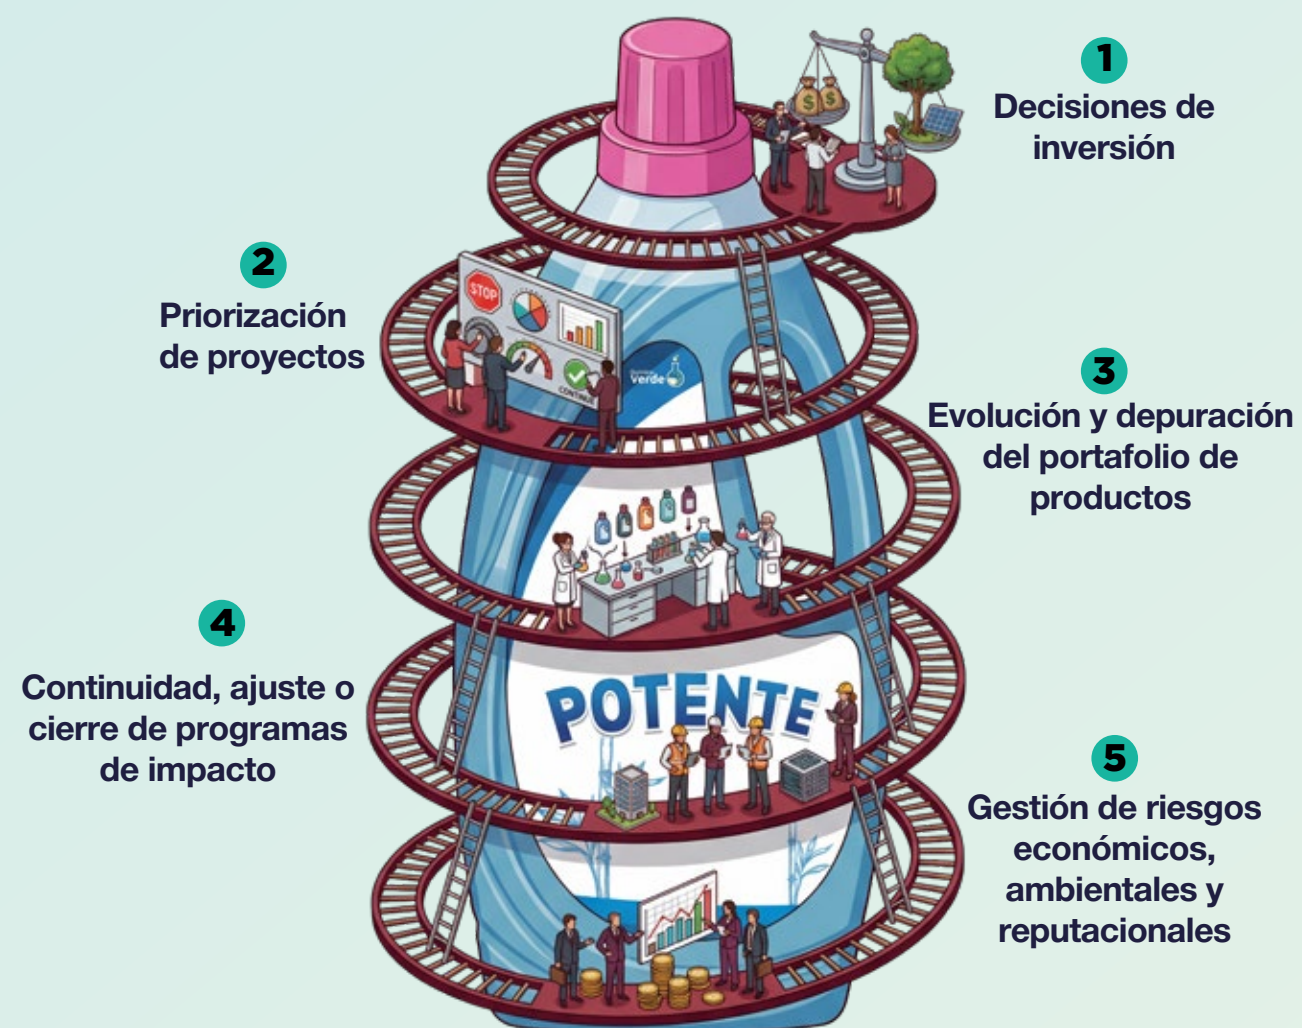 1
Decisiones de
inversión
2
Priorización
de proyectos
STOP
CONTINUE
verde
3
Evolución y depuración
del portafolio de
productos
4
Continuidad, ajuste o
cierre de programas
de impacto
POTENTE
5
Gestión de riesgos
económicos,
ambientales y
reputacionales